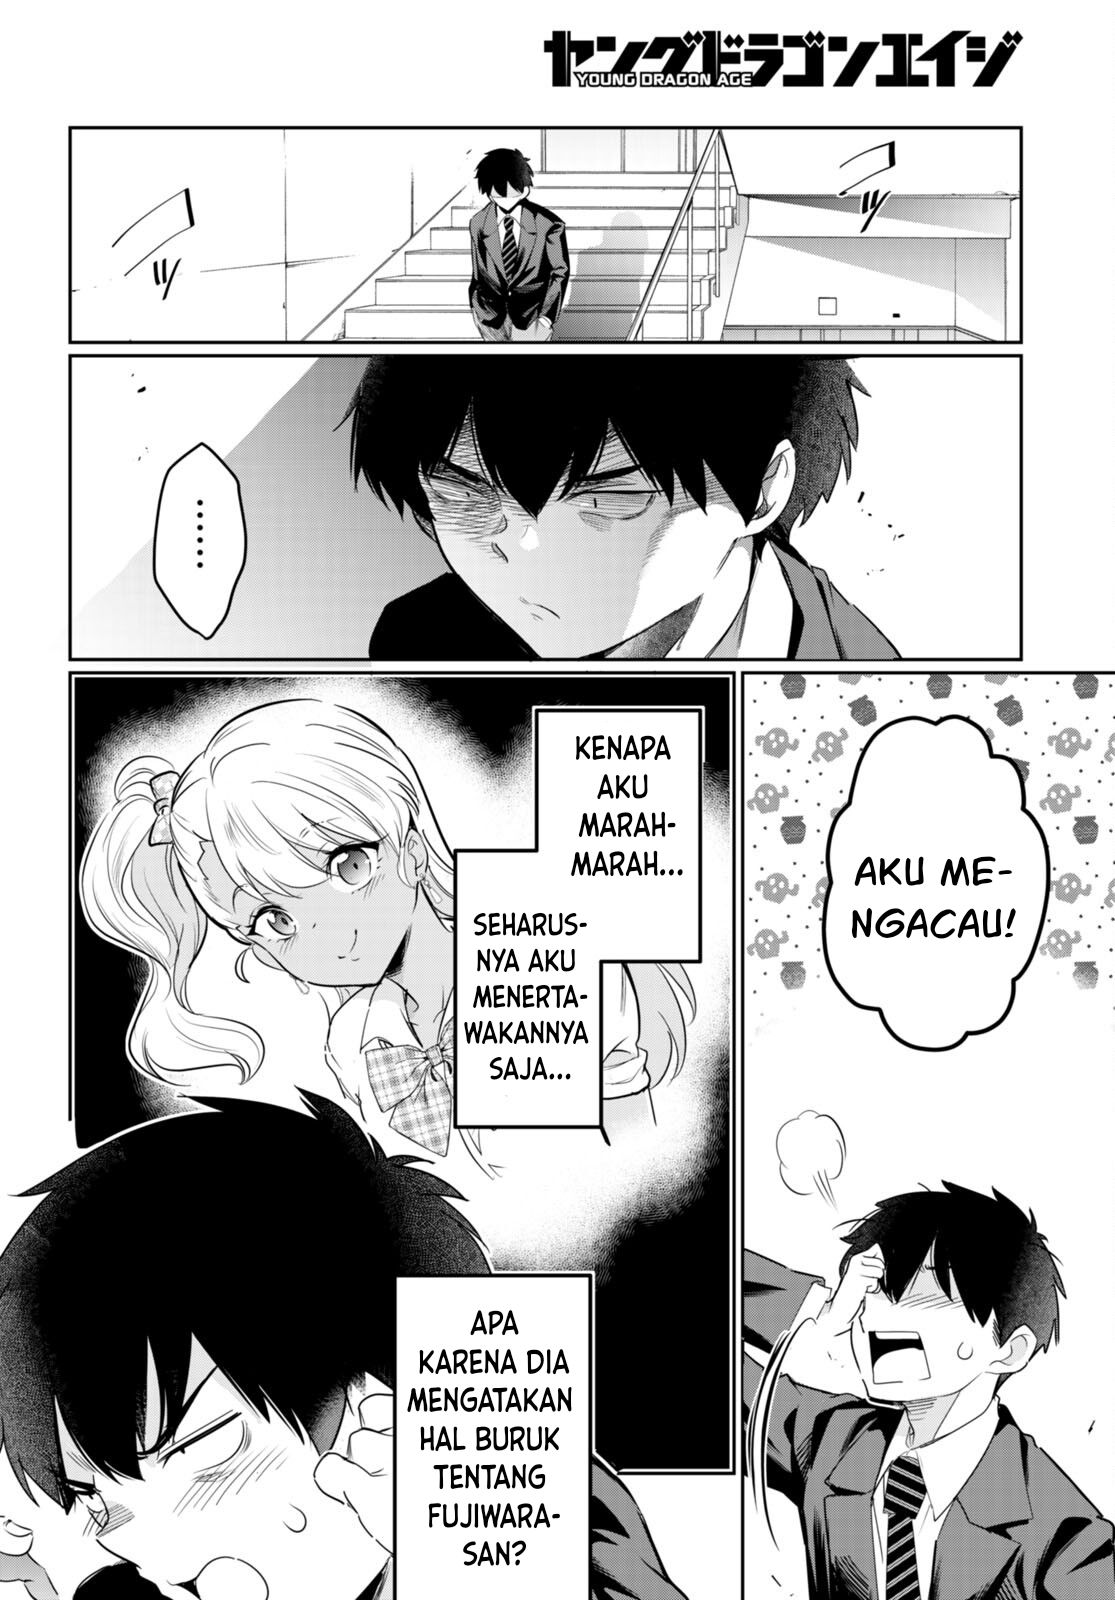 ヤングドラゴンエイジ
YOUNG DRAGON AGE
......
AKU ME-
NGACAU!
KENAPA
AKU
MARAH-
MARAH...
SEHARUS-
NYA AKU
MENERTA-
WAKANNYA
SAJA...
APA
KARENA DIA
MENGATAKAN
HAL BURUK
TENTANG
FUJIWARA-
SAN?